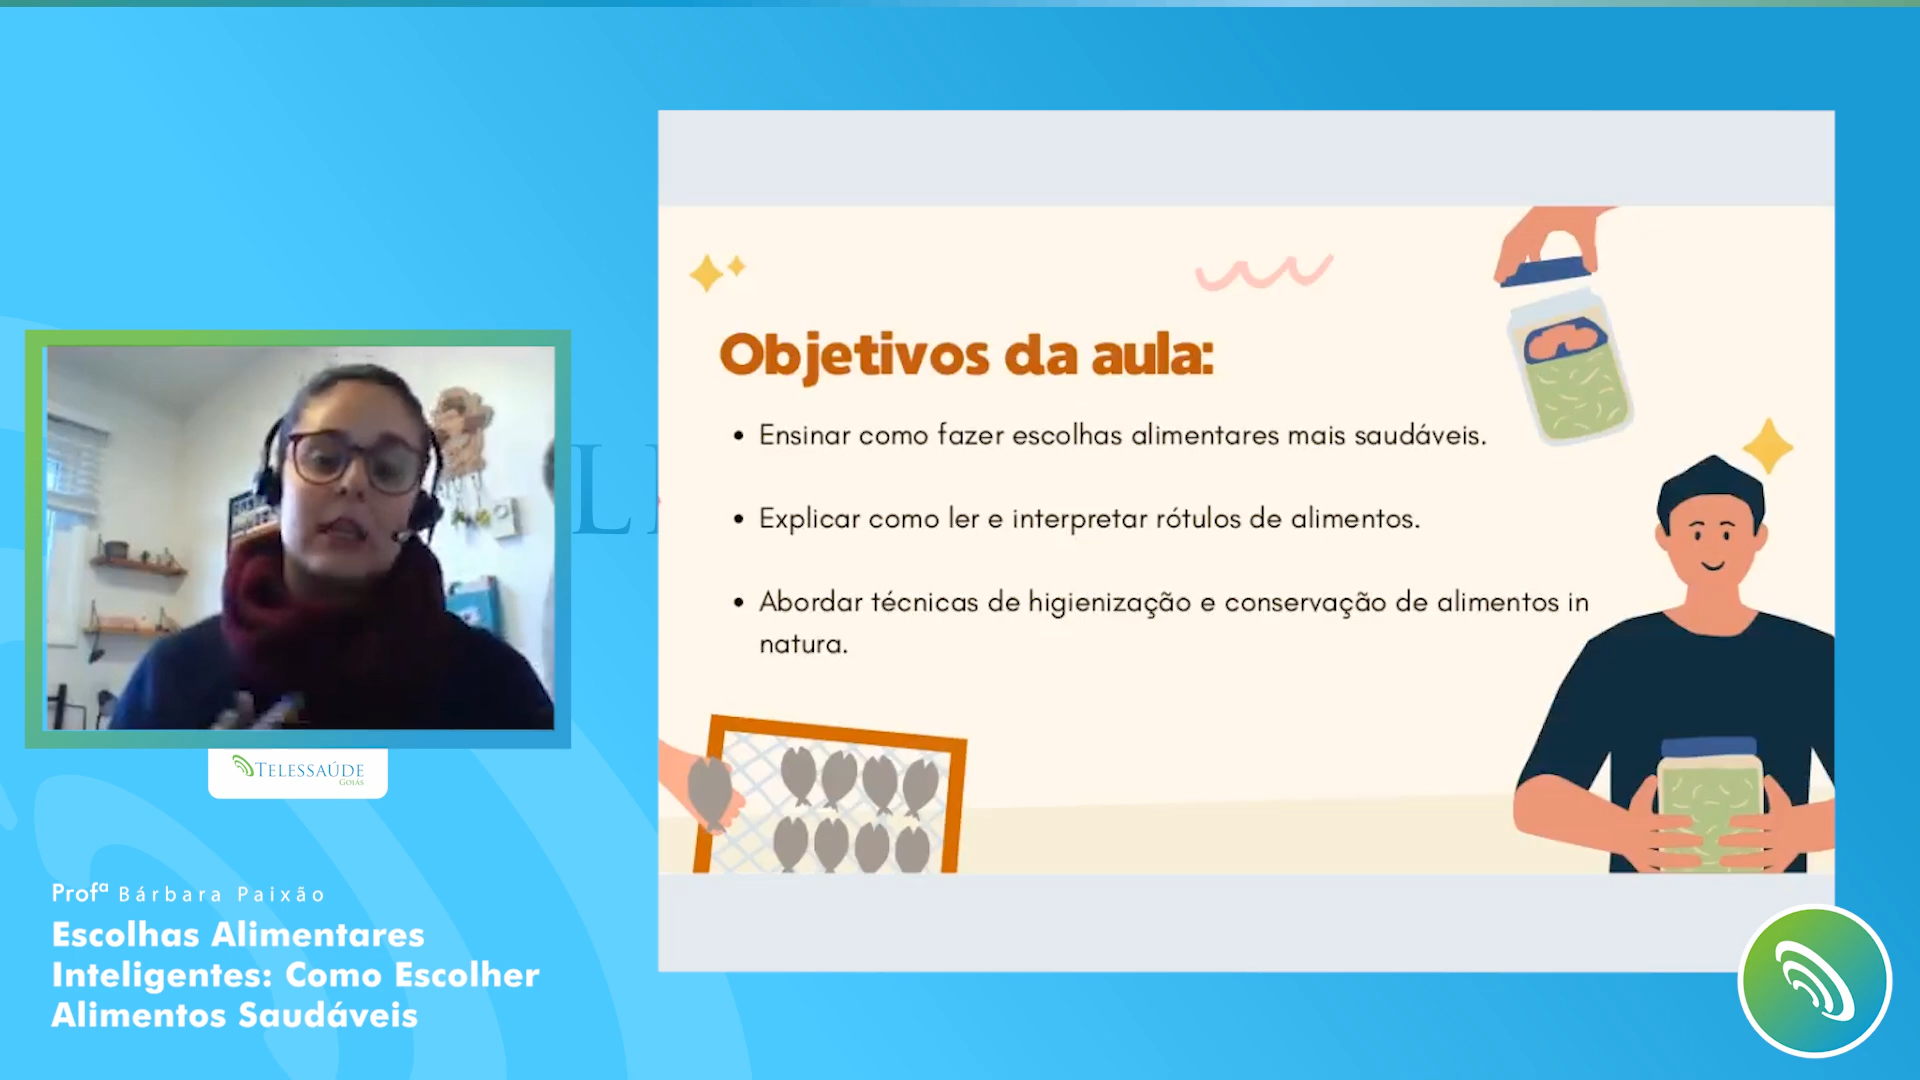 Objetivos da aula:
• Ensinar como fazer escolhas alimentares mais saudáveis.
• Explicar como ler e interpretar rótulos de alimentos.
• Abordar técnicas de higienização e conservação de alimentos in
natura.
TELESSAÚDE
GOIÁS
Profª Bárbara Paixão
Escolhas Alimentares
Inteligentes: Como Escolher
Alimentos Saudáveis